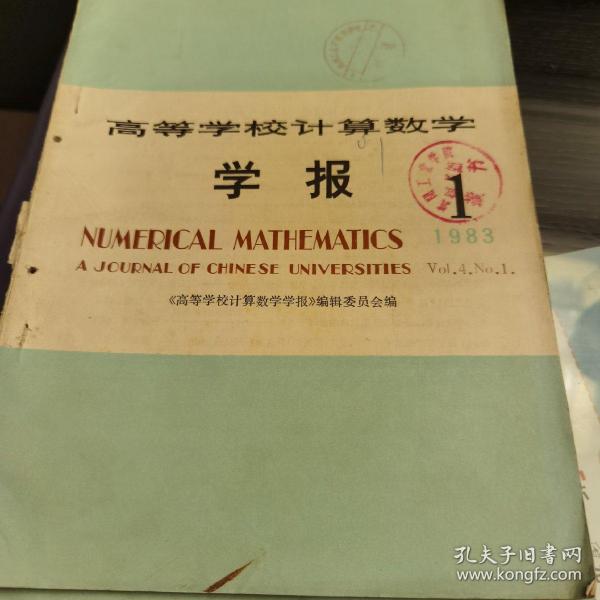 高等学校计算数学
学报
1
1983
NUMERICAL MATHEMATICS
A JOURNAL OF CHINESE UNIVERSITIES Vol.4.No.1.
《高等学校计算数学学报》编辑委员会编
孔夫子旧书网
www.kongfz.com